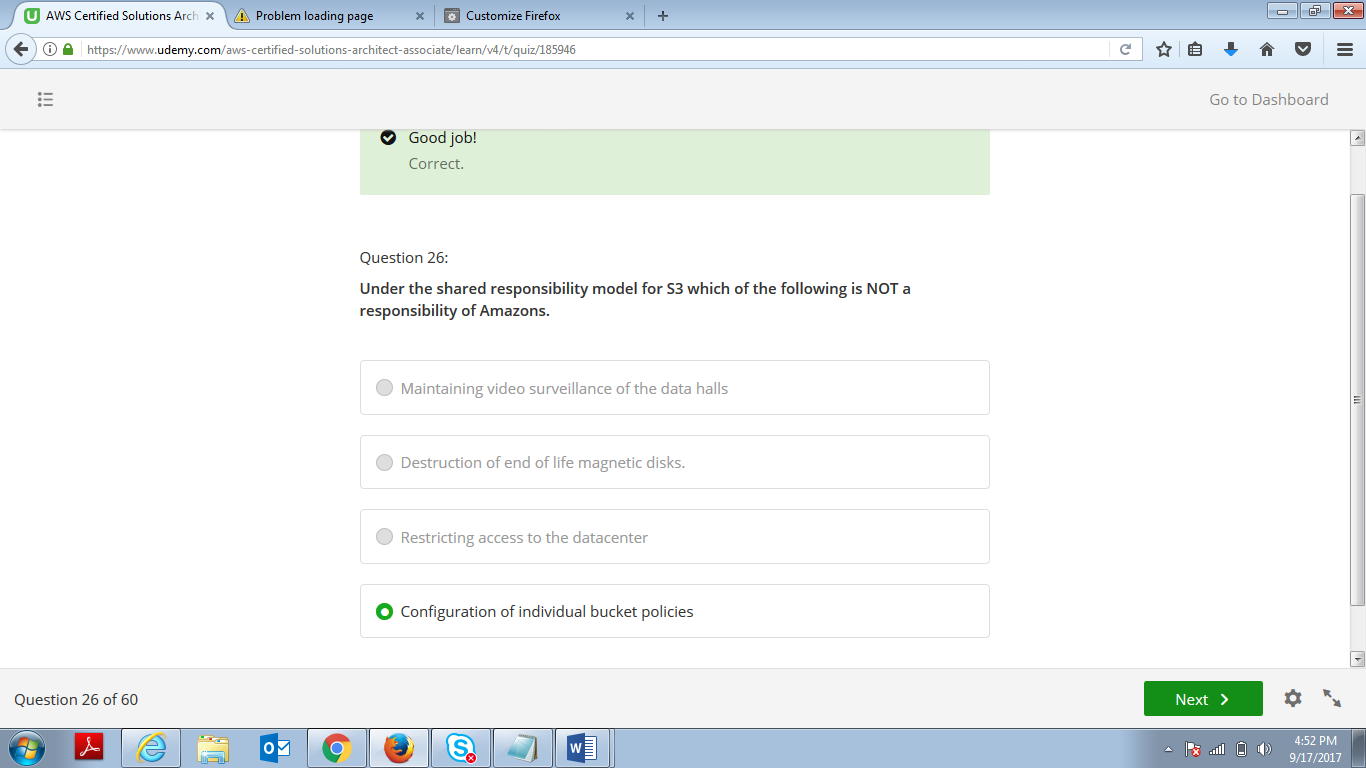 AWS Certified Solutions Arch
Problem loading page
Customize Firefox
https://www.udemy.com/aws-certified-solutions-architect-associate/learn/v4/t/quiz/185946
Go to Dashboard
Good job!
Correct.
Question 26:
Under the shared responsibility model for S3 which of the following is NOT a
responsibility of Amazons.
Maintaining video surveillance of the data halls
Destruction of end of life magnetic disks.
Restricting access to the datacenter
Configuration of individual bucket policies
Question 26 of 60
Next
4:52 PM
9/17/2017